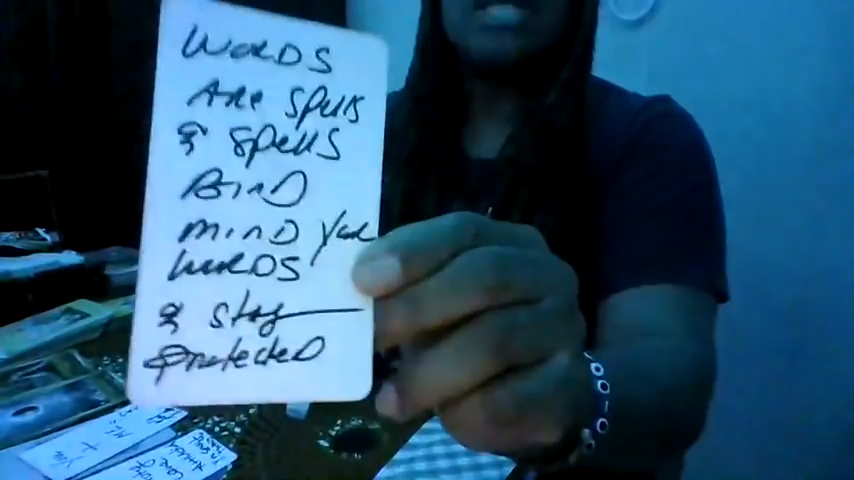 WORDS
ARE SPELLS
& SPELLS
BIND
MIND YOUR
WORDS
& STAY
PROTECTED